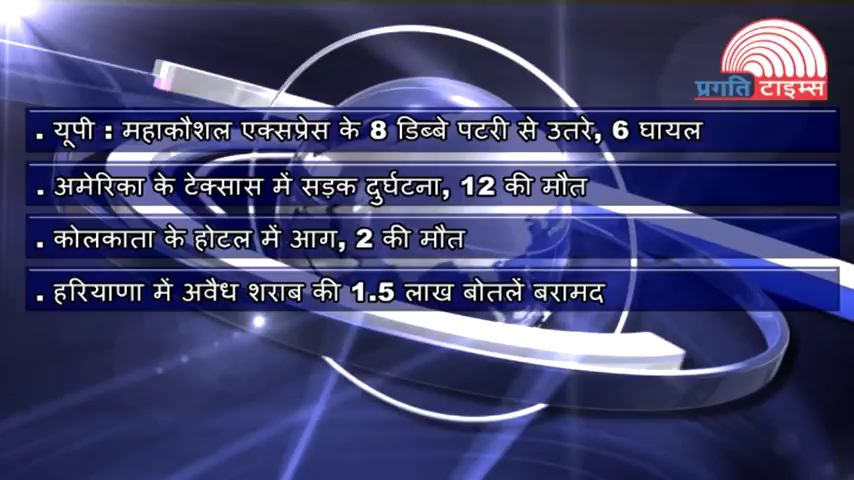 प्रगति टाइम्स
. यूपी : महाकौशल एक्सप्रेस के 8 डिब्बे पटरी से उतरे, 6 घायल
. अमेरिका के टेक्सास में सड़क दुर्घटना, 12 की मौत
. कोलकाता के होटल में आग, 2 की मौत
. हरियाणा में अवैध शराब की 1.5 लाख बोतलें बरामद